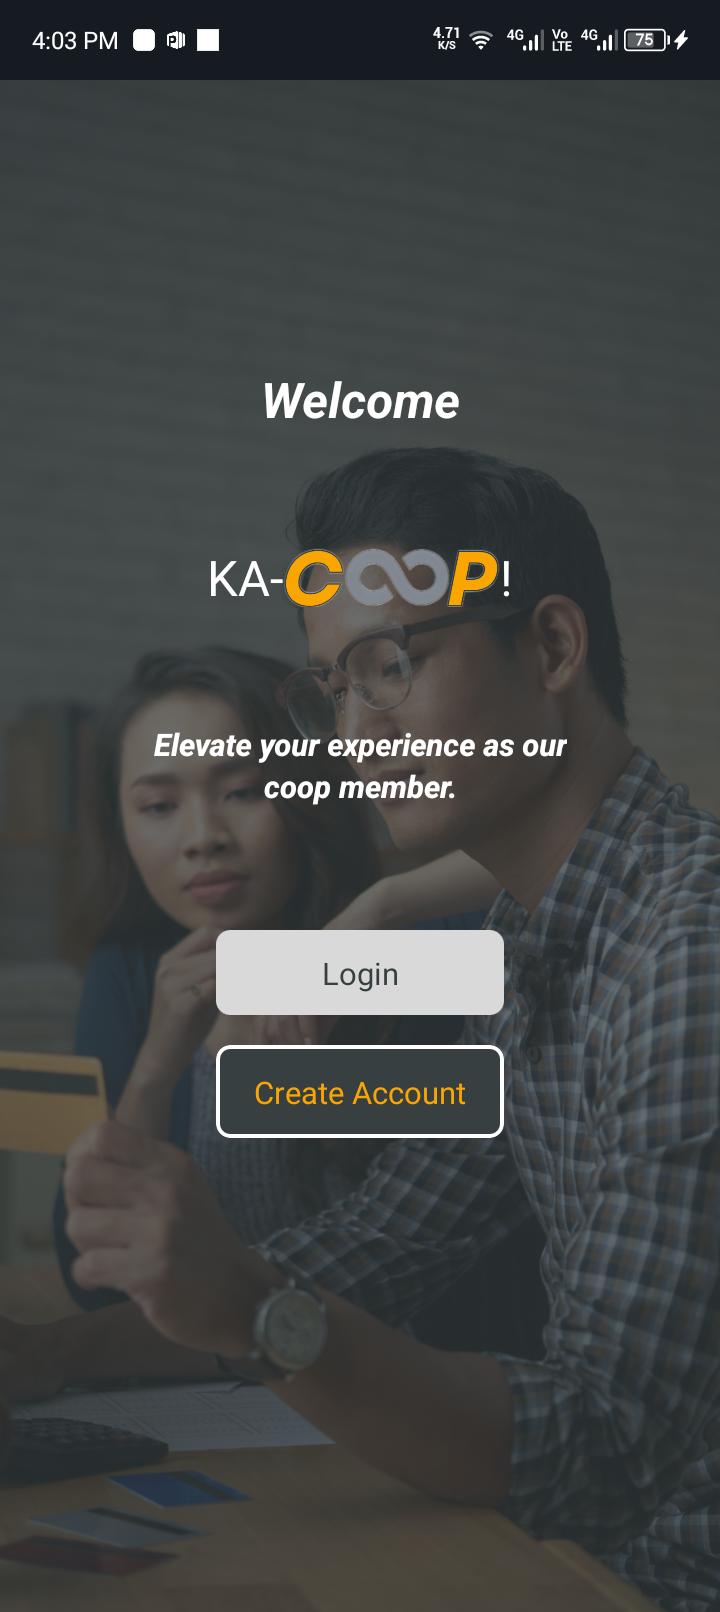 4:03 PM
4.71
K/S
4G
Vo
LTE
4G
75
Welcome
KA-COOP!
Elevate your experience as our
coop member.
Login
Create Account